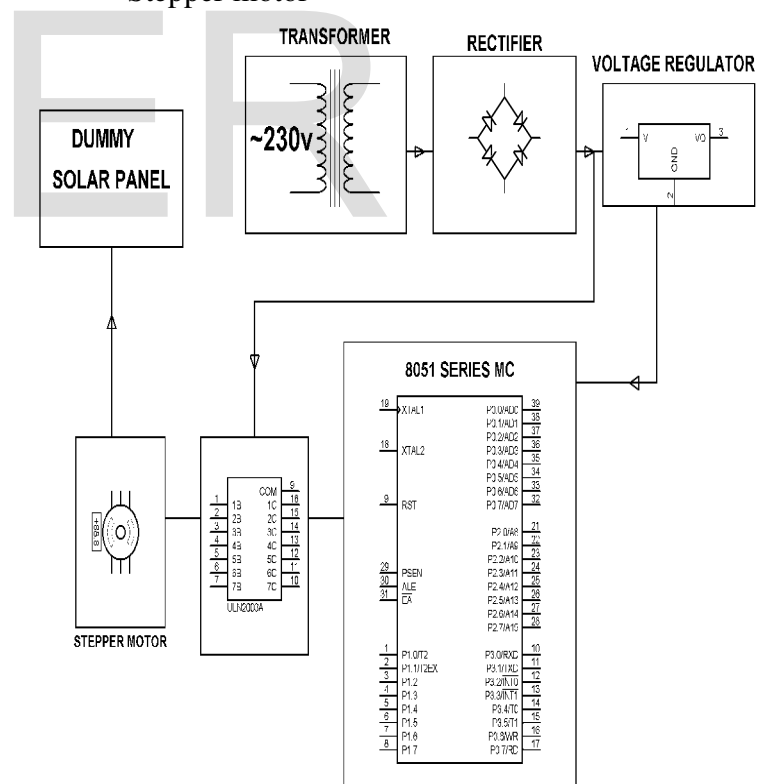 Stepper motor
ER
TRANSFORMER
RECTIFIER
VOLTAGE REGULATOR
~230v
1
V
VO
3
GND
2
DUMMY
SOLAR PANEL
8051 SERIES MC
19
XTAL1
18
XTAL2
9
RST
29
PSEN
30
ALE
31
EA
1
P1.0/T2
2
P1.1/T2EX
3
P1.2
4
P1.3
5
P1.4
6
P1.5
7
P1.6
8
P1.7
P0.0/AD0
39
P0.1/AD1
38
P0.2/AD2
37
P0.3/AD3
36
P0.4/AD4
35
P0.5/AD5
34
P0.6/AD6
33
P0.7/AD7
32
P2.0/A8
21
P2.1/A9
22
P2.2/A10
23
P2.3/A11
24
P2.4/A12
25
P2.5/A13
26
P2.6/A14
27
P2.7/A15
28
P3.0/RXD
10
P3.1/TXD
11
P3.2/INT0
12
P3.3/INT1
13
P3.4/T0
14
P3.5/T1
15
P3.6/WR
16
P3.7/RD
17
+88.8
STEPPER MOTOR
COM
9
1
1B
1C
16
2
2B
2C
15
3
3B
3C
14
4
4B
4C
13
5
5B
5C
12
6
6B
6C
11
7
7B
7C
10
ULN2003A